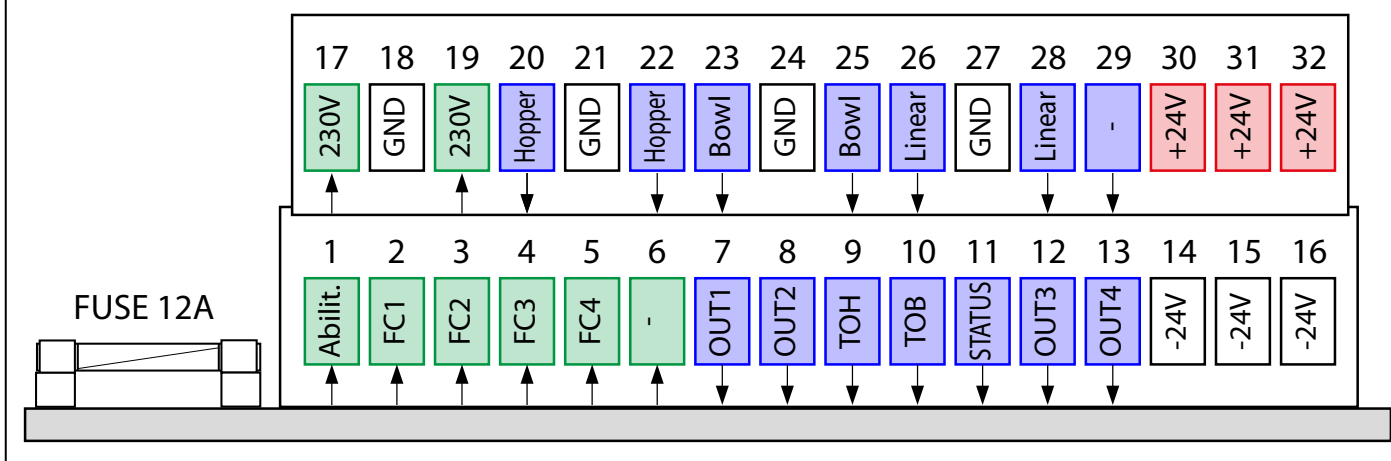 17 18 19 20 21 22 23 24 25 26 27 28 29 30 31 32
230V GND 230V Hopper GND Hopper Bowl GND Bowl Linear GND Linear - +24V +24V +24V
1 2 3 4 5 6 7 8 9 10 11 12 13 14 15 16
Abilit. FC1 FC2 FC3 FC4 - OUT1 OUT2 TOH TOB STATUS OUT3 OUT4 -24V -24V -24V
FUSE 12A